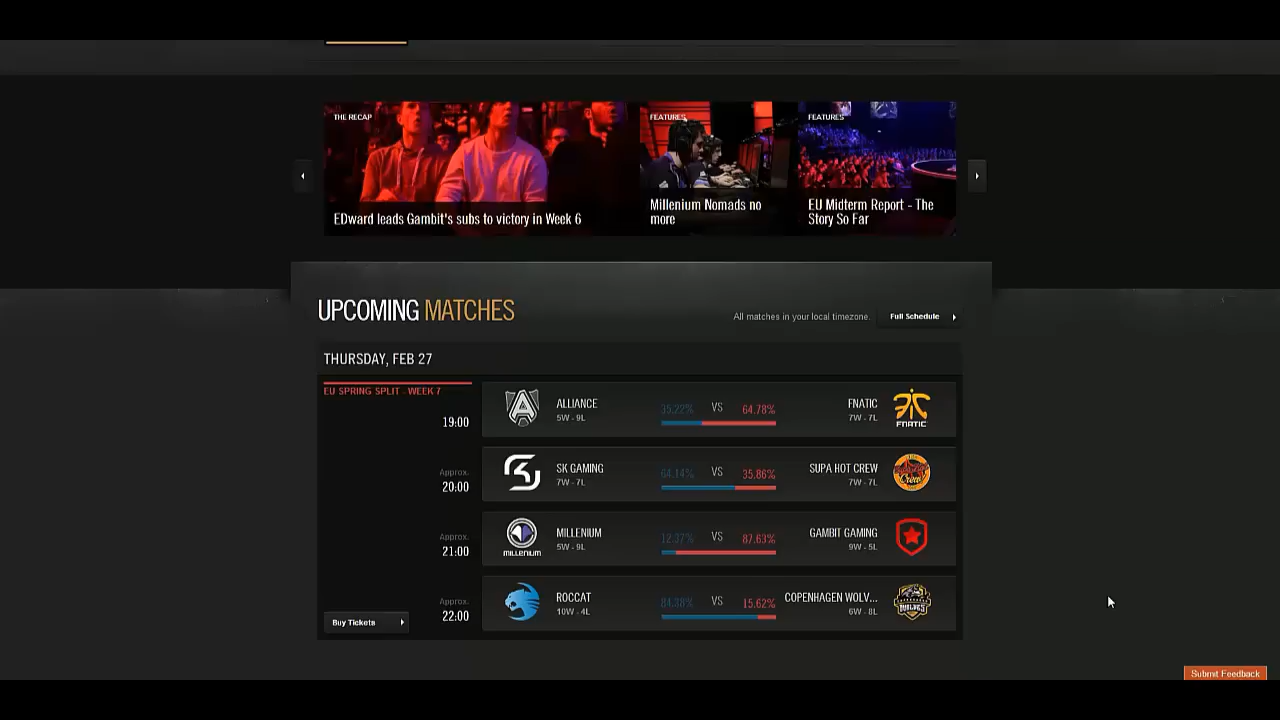 THE RECAP
EDward leads Gambit's subs to victory in Week 6
FEATURES
Millenium Nomads no
more
FEATURES
EU Midterm Report - The
Story So Far
UPCOMING MATCHES
All matches in your local timezone.
Full Schedule
THURSDAY, FEB 27
EU SPRING SPLIT - WEEK 7
19:00
ALLIANCE
5W - 9L
35.22%
VS
64.78%
FNATIC
7W - 7L
FNATIC
Approx.
20:00
SK GAMING
7W - 7L
64.14%
VS
35.86%
SUPA HOT CREW
7W - 7L
Approx.
21:00
MILLENIUM
MILLENIUM
5W - 9L
12.37%
VS
87.63%
GAMBIT GAMING
9W - 5L
Approx.
22:00
ROCCAT
10W - 4L
84.38%
VS
15.62%
COPENHAGEN WOLV...
6W - 8L
WOLVES
Buy Tickets
Submit Feedback